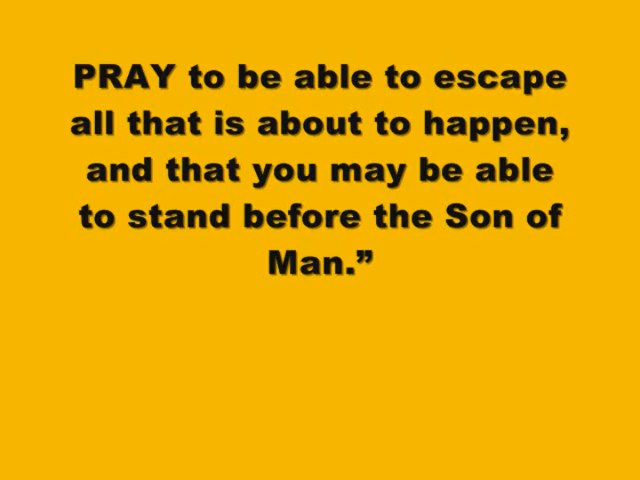 PRAY to be able to escape
all that is about to happen,
and that you may be able
to stand before the Son of
Man.”